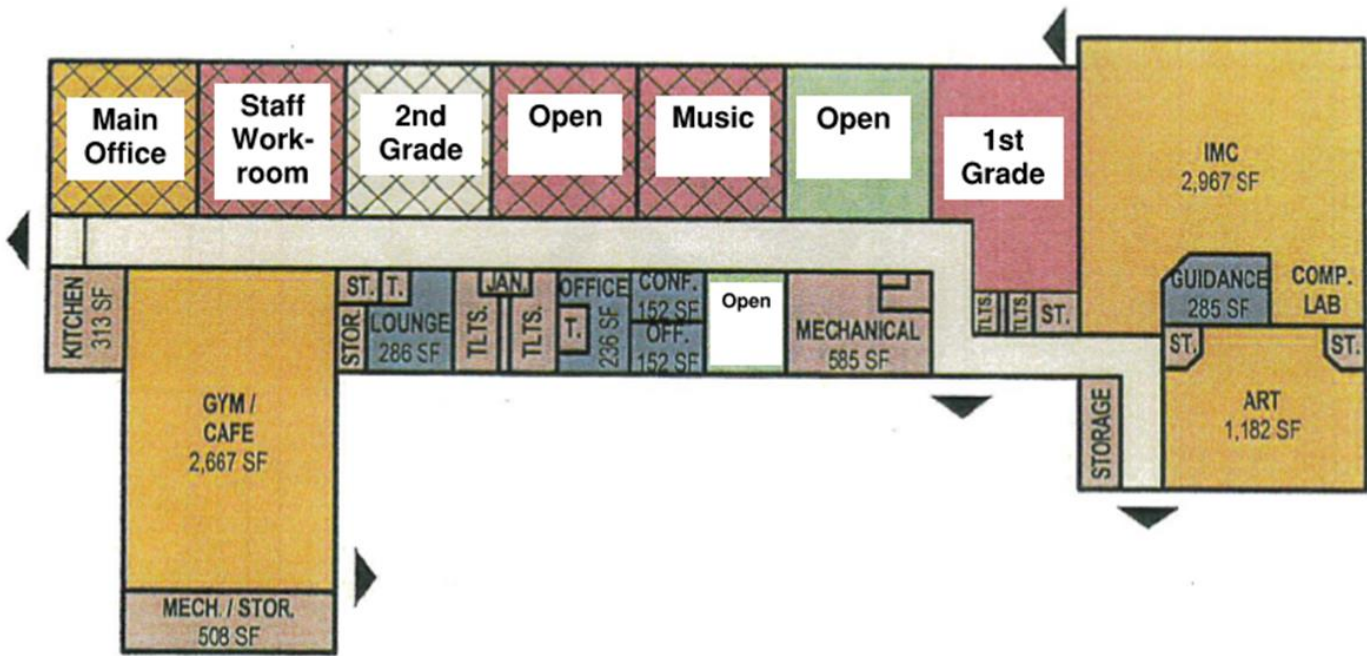 Main
Office
Staff
Work-
room
2nd
Grade
Open
Music
Open
1st
Grade
IMC
2,967 SF
GUIDANCE
285 SF
COMP.
LAB
KITCHEN
313 SF
GYM /
CAFE
2,667 SF
MECH. / STOR.
508 SF
ST.
T.
STOR.
LOUNGE
286 SF
TLTS.
JAN.
TLTS.
OFFICE
236 SF
T.
CONF.
152 SF
OFF.
152 SF
Open
MECHANICAL
585 SF
TLTS.
TLTS.
ST.
STORAGE
ST.
ST.
ART
1,182 SF